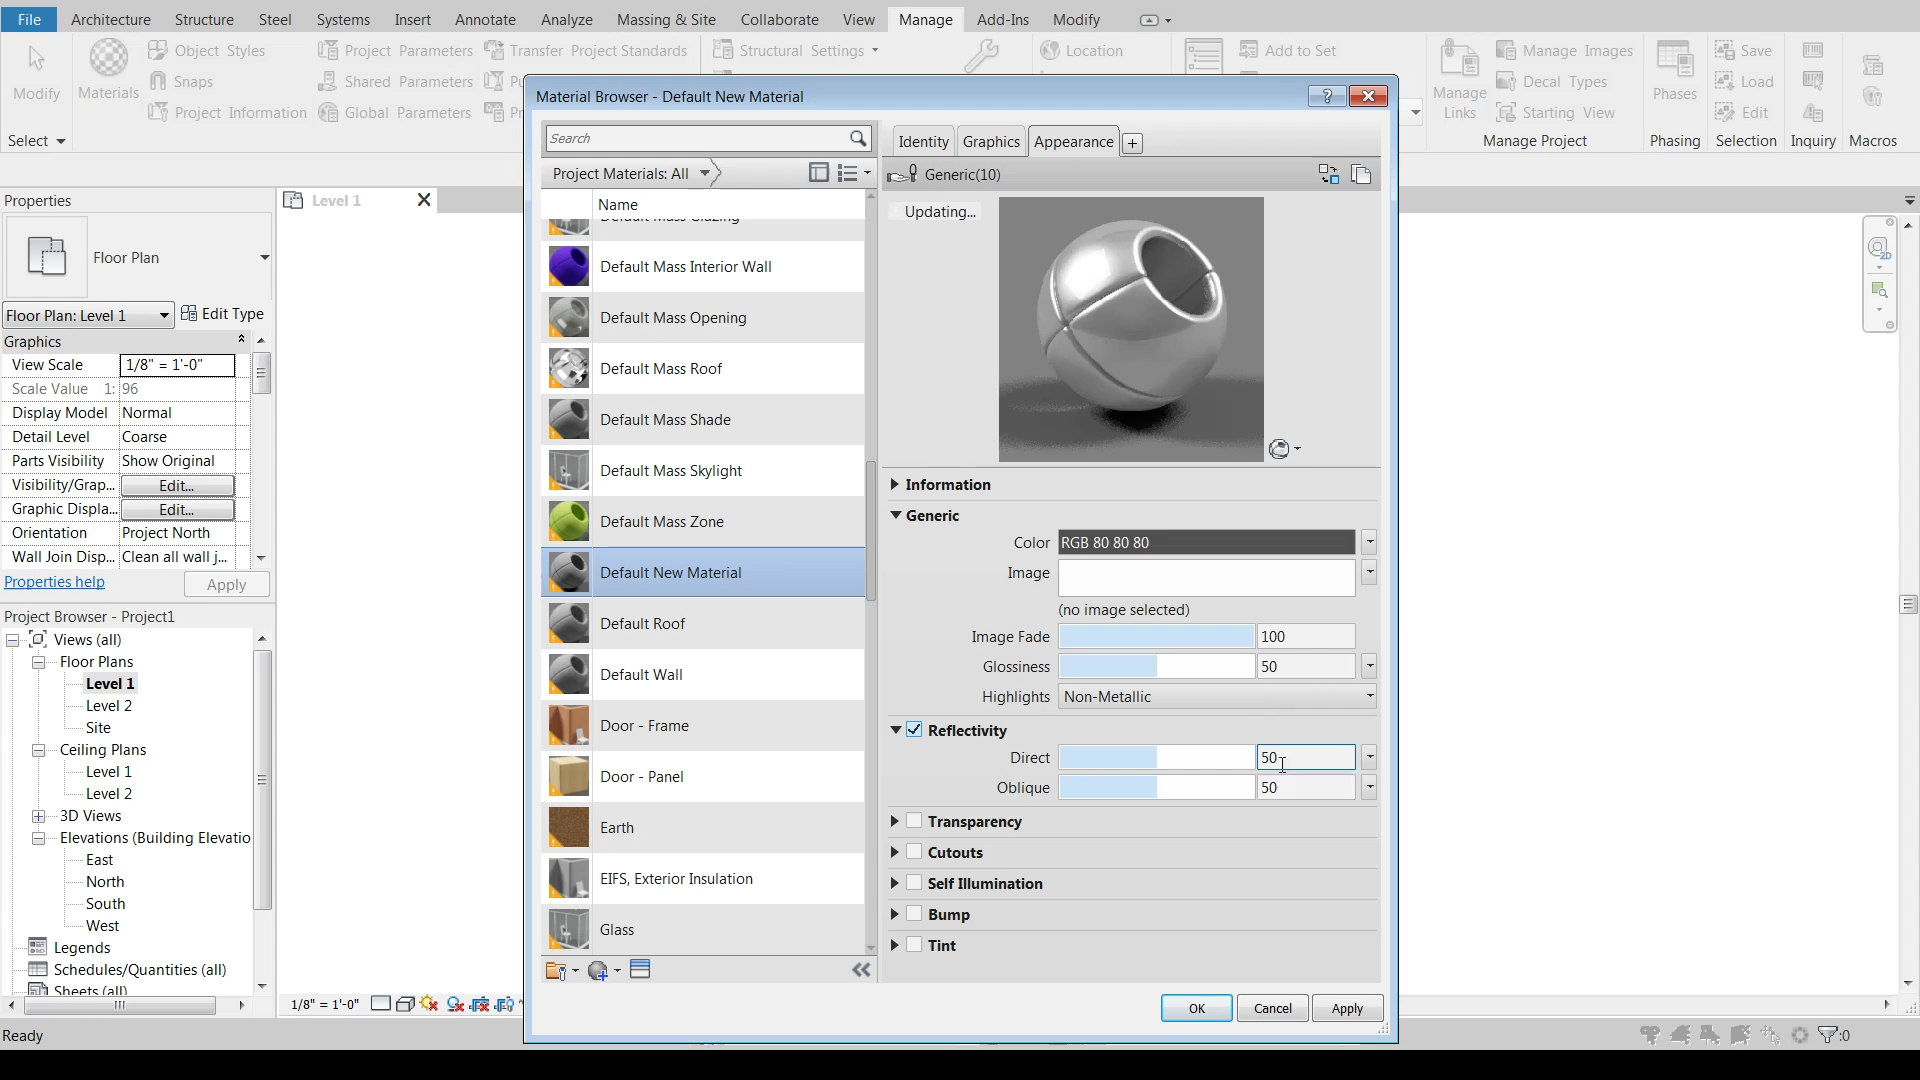 File Architecture Structure Steel Systems Insert Annotate Analyze Massing & Site Collaborate View Manage Add-Ins Modify
Modify
Select
Materials
Object Styles
Snaps
Project Information
Project Parameters
Shared Parameters
Global Parameters
Transfer Project Standards
Structural Settings
Location
Add to Set
Manage Links
Manage Images
Decal Types
Starting View
Manage Project
Phases
Phasing
Save
Load
Edit
Selection
Inquiry
Macros
Properties
Floor Plan
Floor Plan: Level 1 Edit Type
Graphics
View Scale 1/8" = 1'-0"
Scale Value 1: 96
Display Model Normal
Detail Level Coarse
Parts Visibility Show Original
Visibility/Grap... Edit...
Graphic Displa... Edit...
Orientation Project North
Wall Join Disp... Clean all wall j...
Properties help Apply
Project Browser - Project1
Views (all)
Floor Plans
Level 1
Level 2
Site
Ceiling Plans
Level 1
Level 2
3D Views
Elevations (Building Elevatio
East
North
South
West
Legends
Schedules/Quantities (all)
Sheets (all)
Ready
Level 1
1/8" = 1'-0"
Material Browser - Default New Material
Search
Project Materials: All
Name
Default Mass Glazing
Default Mass Interior Wall
Default Mass Opening
Default Mass Roof
Default Mass Shade
Default Mass Skylight
Default Mass Zone
Default New Material
Default Roof
Default Wall
Door - Frame
Door - Panel
Earth
EIFS, Exterior Insulation
Glass
Identity Graphics Appearance
Generic(10)
Updating...
Information
Generic
Color RGB 80 80 80
Image
(no image selected)
Image Fade 100
Glossiness 50
Highlights Non-Metallic
Reflectivity
Direct 50
Oblique 50
Transparency
Cutouts
Self Illumination
Bump
Tint
OK Cancel Apply
2D
:0